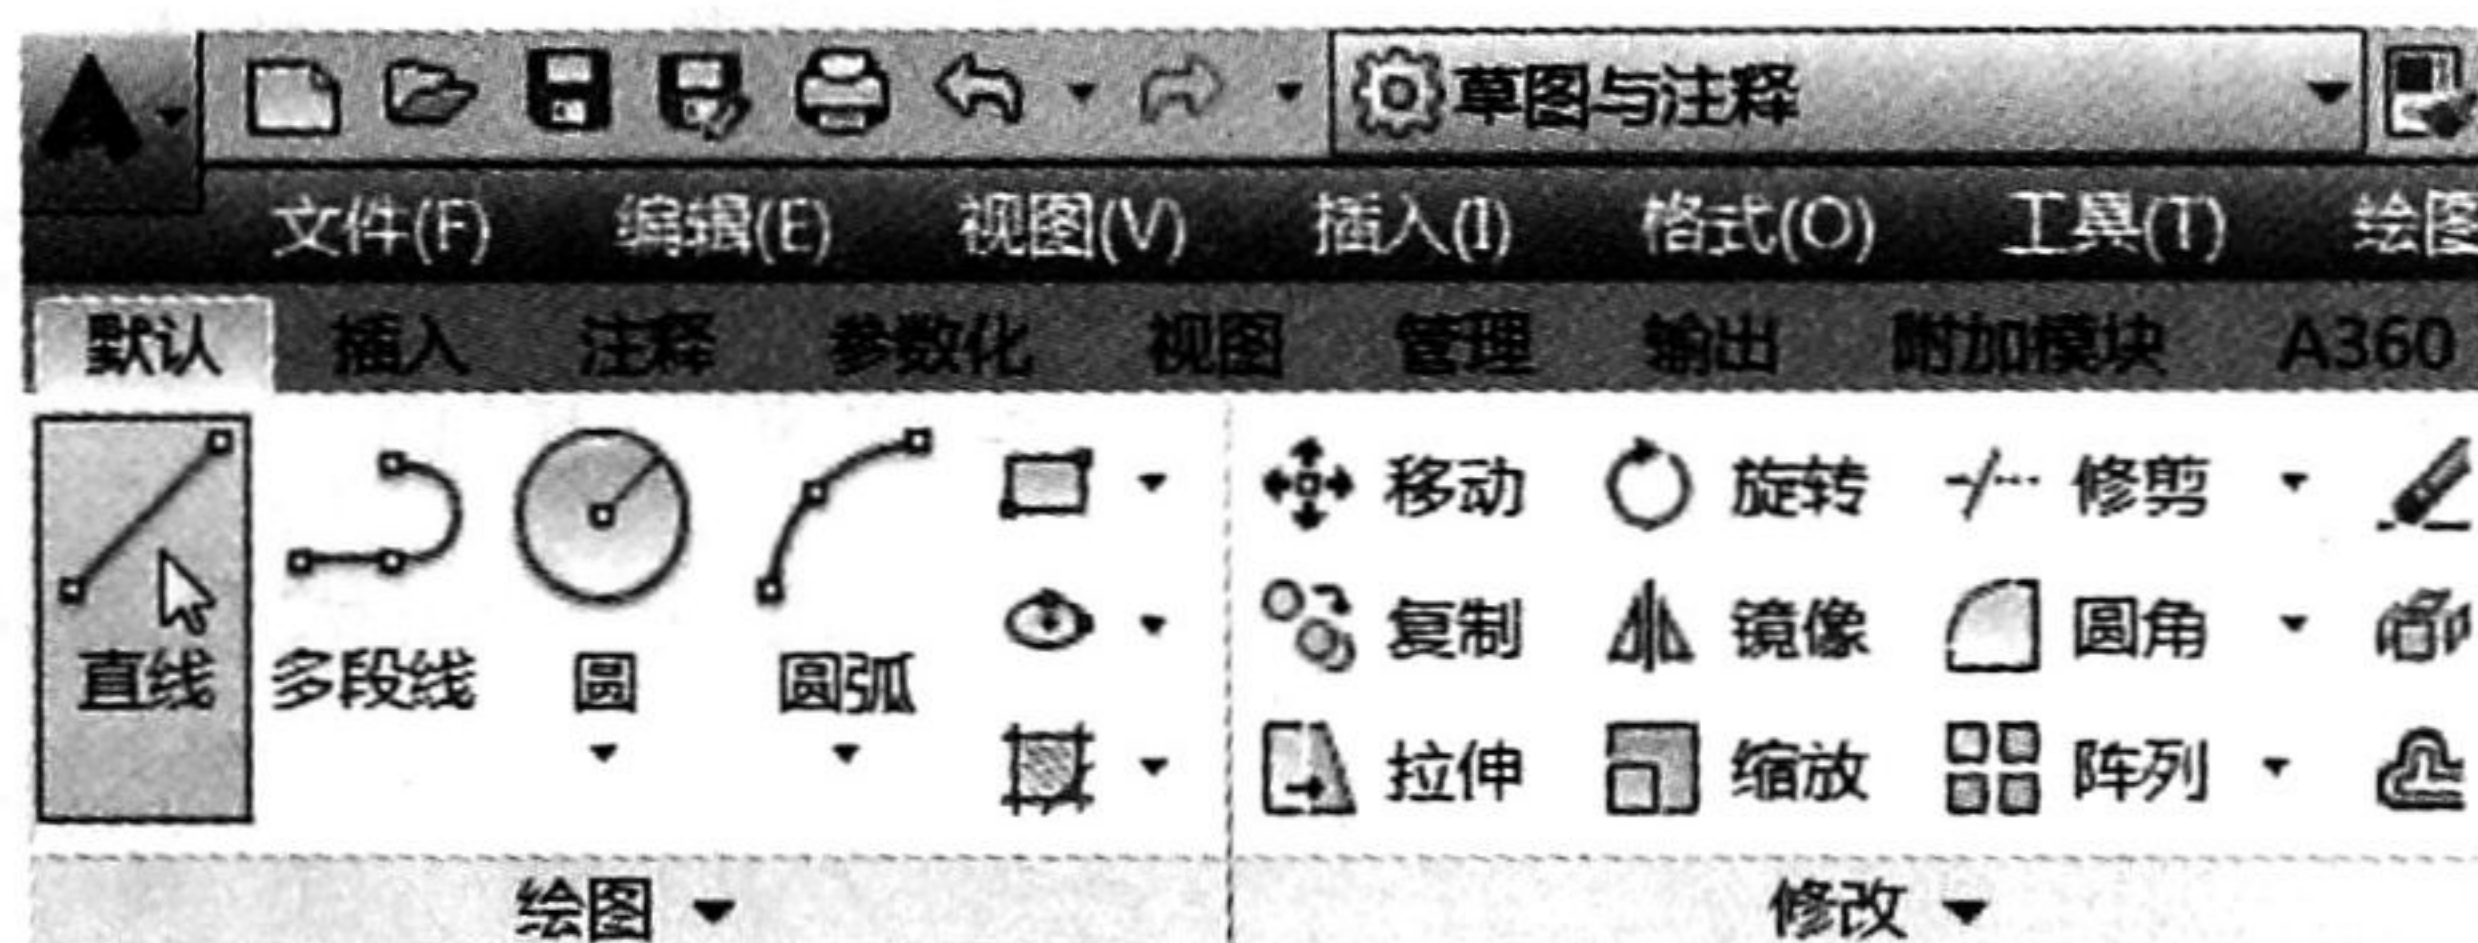 草图与注释
文件(F) 编辑(E) 视图(V) 插入(I) 格式(O) 工具(T) 绘图
默认 插入 注释 参数化 视图 管理 输出 附加模块 A360
移动 旋转 修剪
直线 多段线 圆 圆弧 复制 镜像 圆角
拉伸 缩放 阵列
绘图 修改